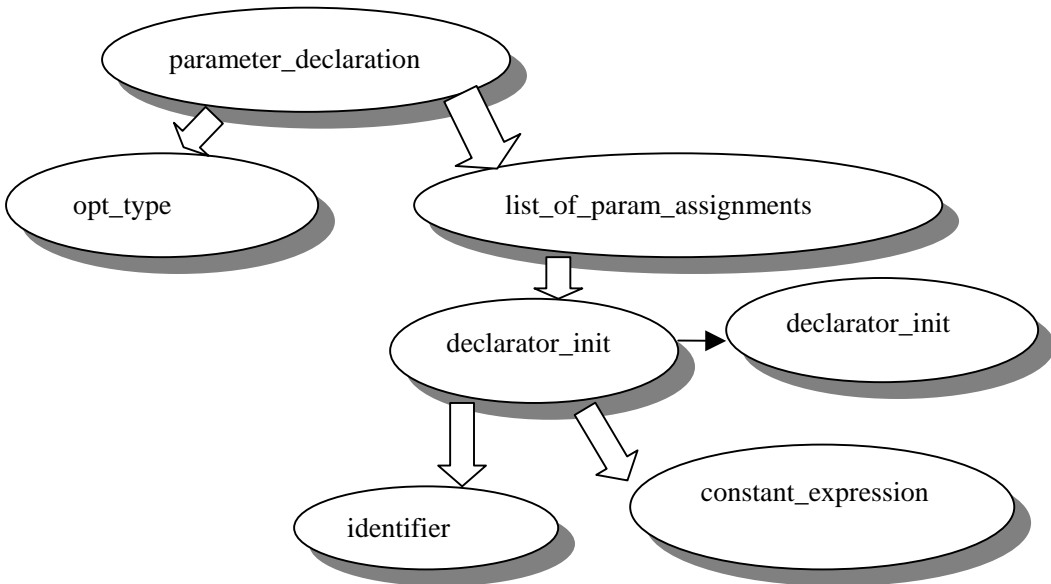 parameter_declaration
opt_type
list_of_param_assignments
declarator_init
declarator_init
identifier
constant_expression